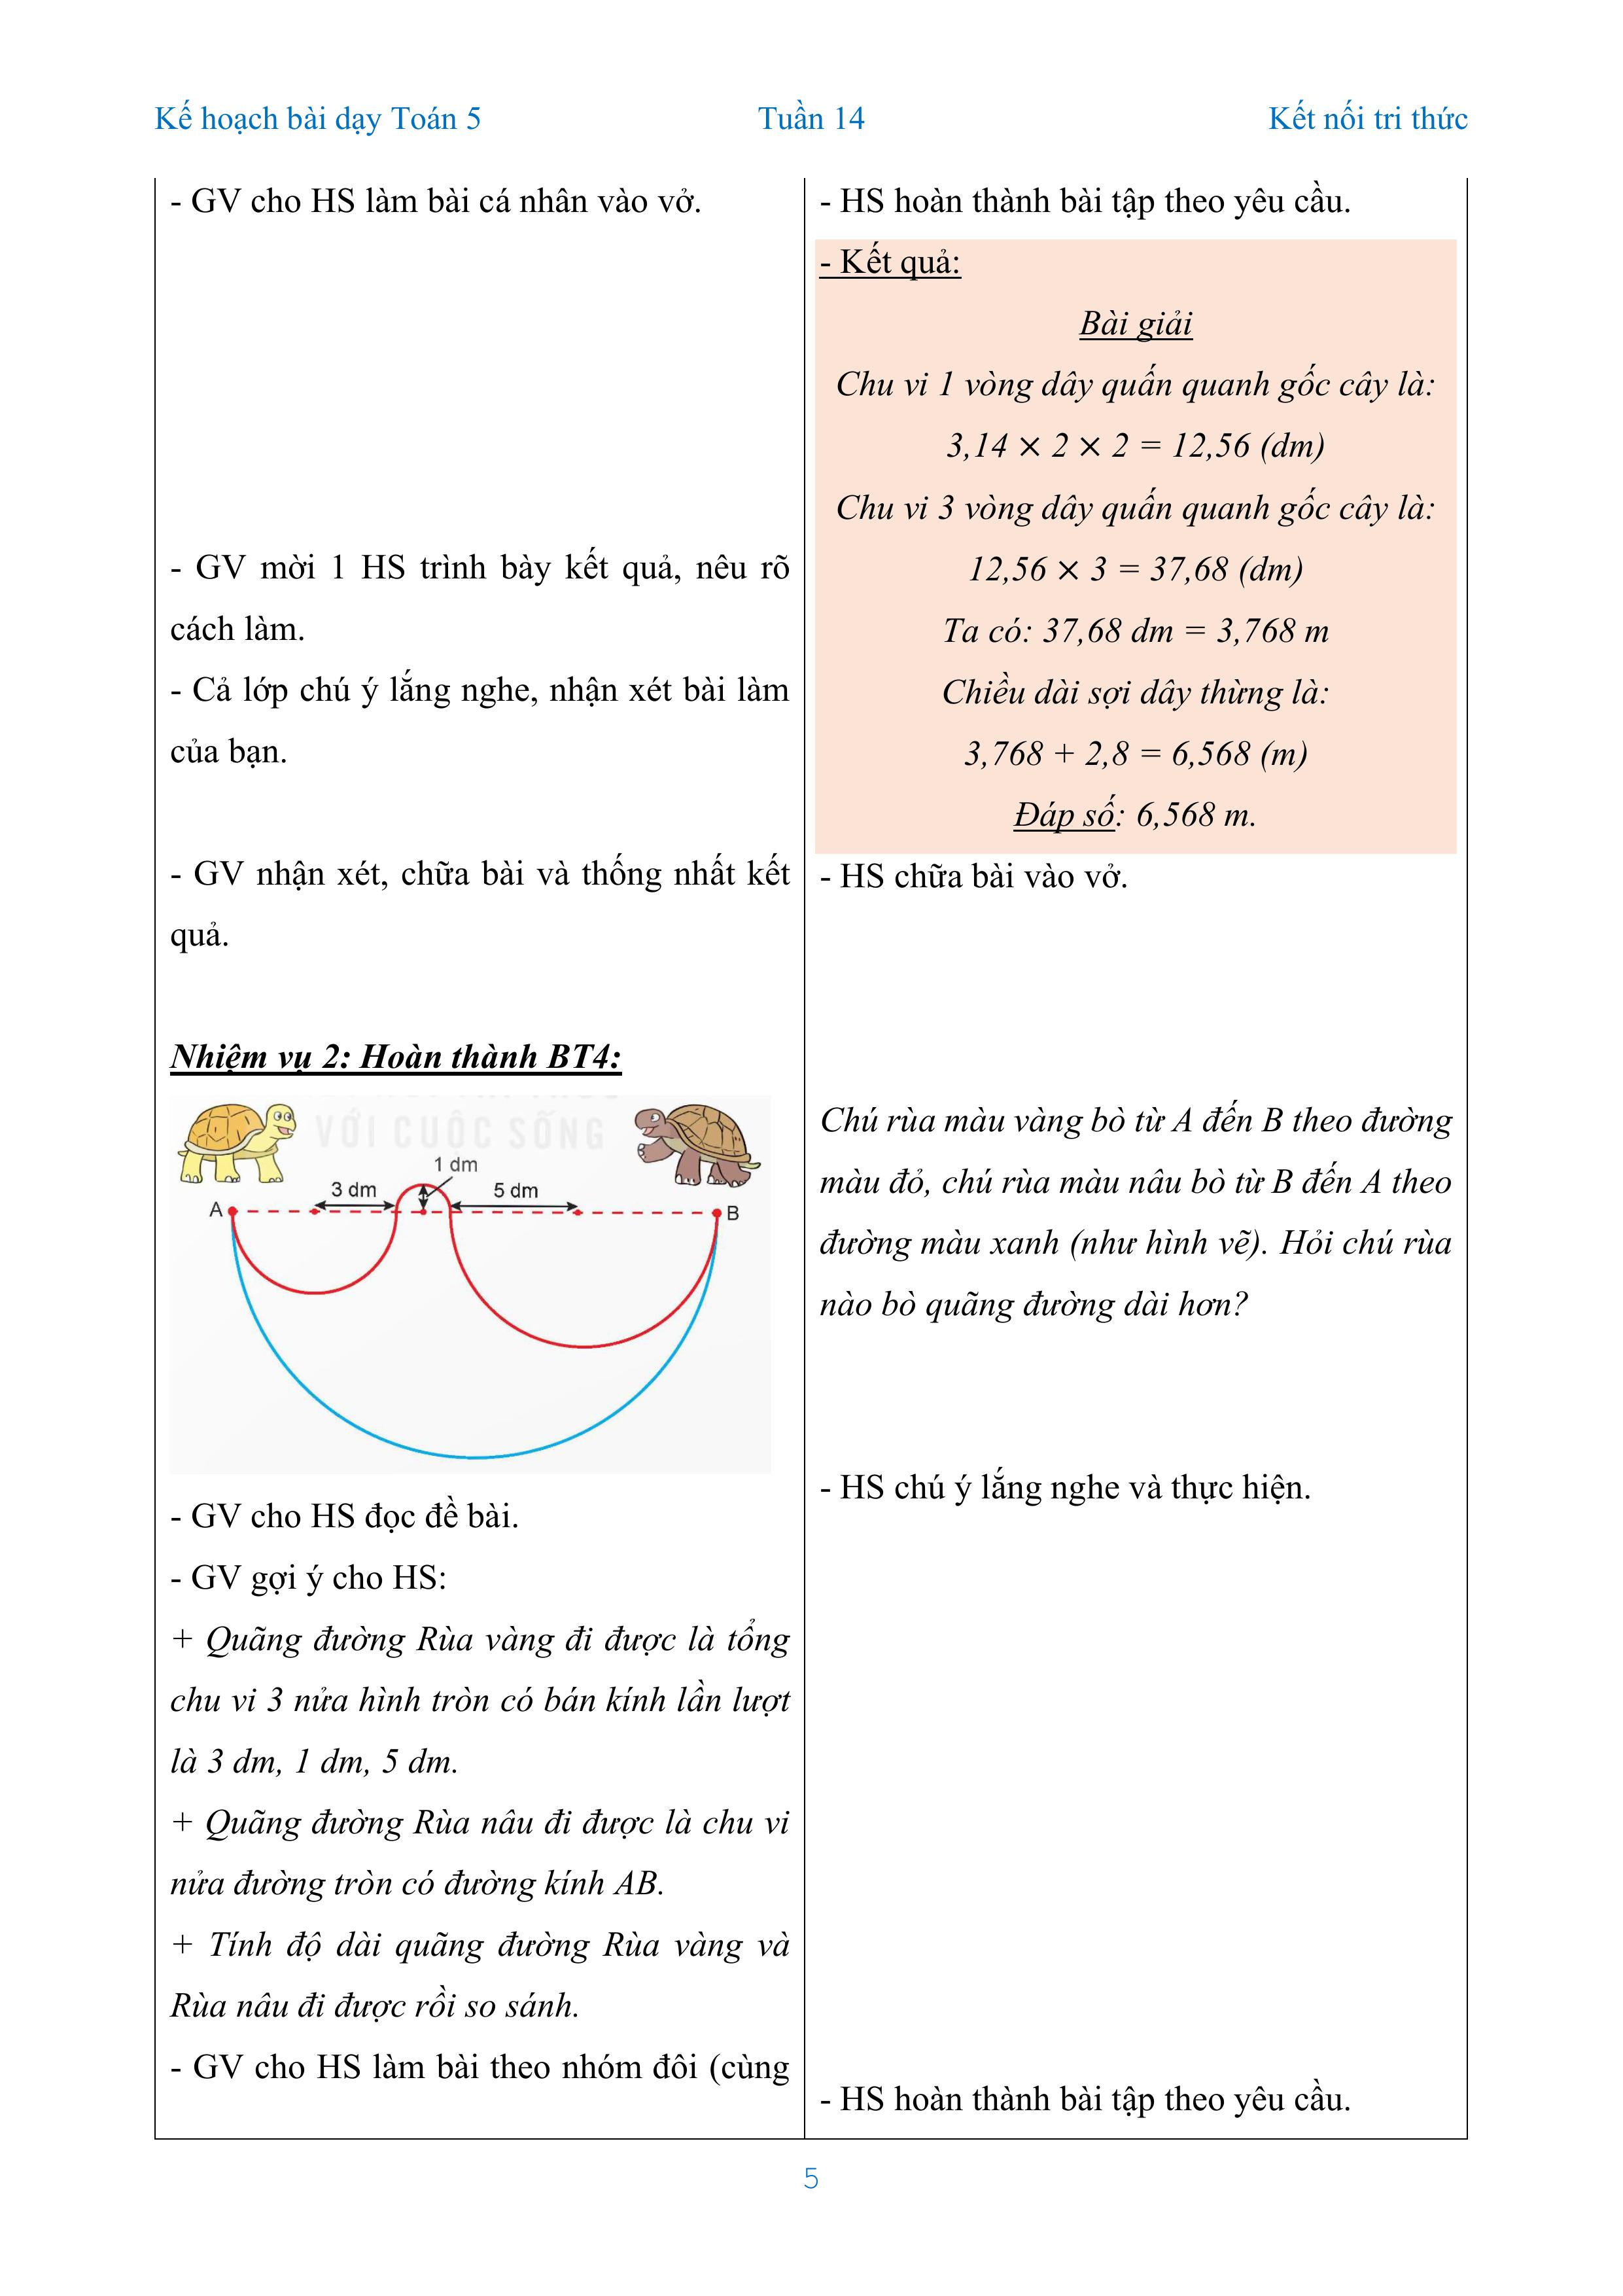 Kế hoạch bài dạy Toán 5 Tuần 14 Kết nối tri thức
- GV cho HS làm bài cá nhân vào vở.
- GV mời 1 HS trình bày kết quả, nêu rõ
cách làm.
- Cả lớp chú ý lắng nghe, nhận xét bài làm
của bạn.
- GV nhận xét, chữa bài và thống nhất kết
quả.
Nhiệm vụ 2: Hoàn thành BT4:
VỚI CUỘC SỐNG
1 dm
3 dm
5 dm
A
B
- GV cho HS đọc đề bài.
- GV gợi ý cho HS:
+ Quãng đường Rùa vàng đi được là tổng
chu vi 3 nửa hình tròn có bán kính lần lượt
là 3 dm, 1 dm, 5 dm.
+ Quãng đường Rùa nâu đi được là chu vi
nửa đường tròn có đường kính AB.
+ Tính độ dài quãng đường Rùa vàng và
Rùa nâu đi được rồi so sánh.
- GV cho HS làm bài theo nhóm đôi (cùng
- HS hoàn thành bài tập theo yêu cầu.
- Kết quả:
Bài giải
Chu vi 1 vòng dây quấn quanh gốc cây là:
3,14 × 2 × 2 = 12,56 (dm)
Chu vi 3 vòng dây quấn quanh gốc cây là:
12,56 × 3 = 37,68 (dm)
Ta có: 37,68 dm = 3,768 m
Chiều dài sợi dây thừng là:
3,768 + 2,8 = 6,568 (m)
Đáp số: 6,568 m.
- HS chữa bài vào vở.
Chú rùa màu vàng bò từ A đến B theo đường
màu đỏ, chú rùa màu nâu bò từ B đến A theo
đường màu xanh (như hình vẽ). Hỏi chú rùa
nào bò quãng đường dài hơn?
- HS chú ý lắng nghe và thực hiện.
- HS hoàn thành bài tập theo yêu cầu.
5